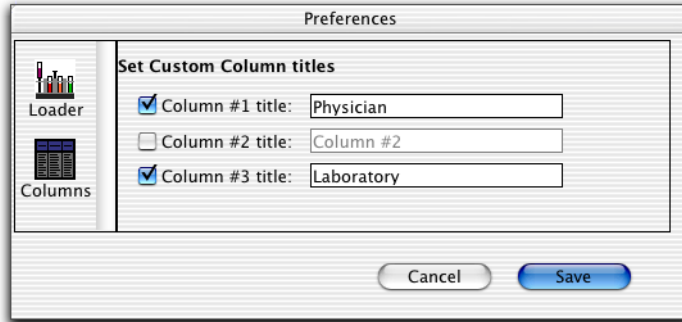 Preferences
Loader
Columns
Set Custom Column titles
Column #1 title: Physician
Column #2 title: Column #2
Column #3 title: Laboratory
Cancel Save